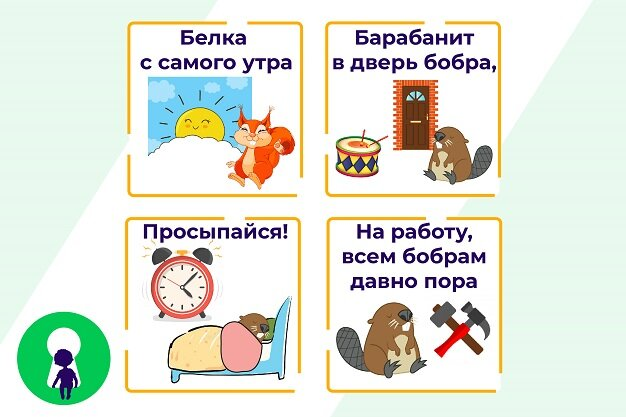 Белка
с самого утра
Барабанит
в дверь бобра,
Просыпайся!
На работу,
всем бобрам
давно пора